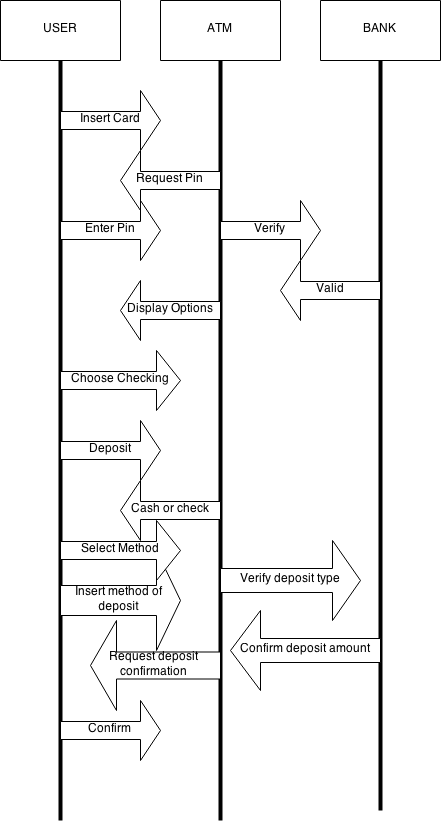 USER
ATM
BANK
Insert Card
Request Pin
Enter Pin
Verify
Valid
Display Options
Choose Checking
Deposit
Cash or check
Select Method
Verify deposit type
Insert method of
deposit
Confirm deposit amount
Request deposit
confirmation
Confirm